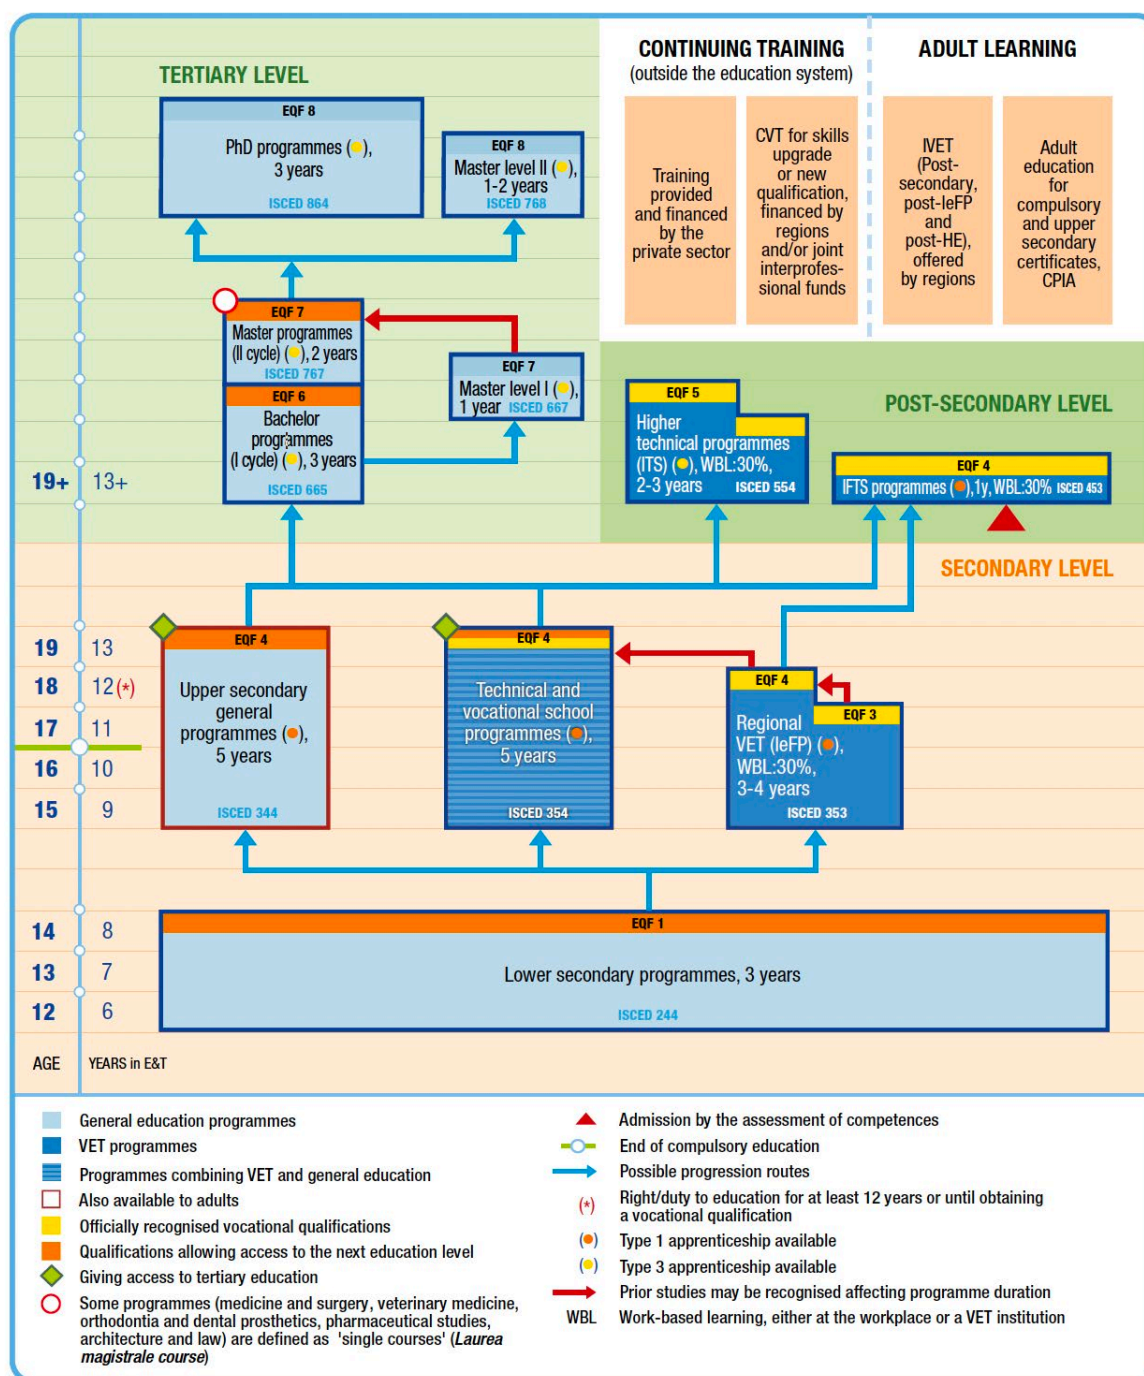 CONTINUING TRAINING
(outside the education system)
ADULT LEARNING
TERTIARY LEVEL
EQF 8
PhD programmes (●),
3 years
ISCED 864
EQF 8
Master level II (●),
1-2 years
ISCED 768
Training
provided
and financed
by the
private sector
CVT for skills
upgrade
or new
qualification,
financed by
regions
and/or joint
interprofes-
sional funds
IVET
(Post-
secondary,
post-IeFP
and
post-HE),
offered
by regions
Adult
education
for
compulsory
and upper
secondary
certificates,
CPIA
EQF 7
Master programmes
(II cycle) (●), 2 years
ISCED 767
EQF 7
Master level I (●),
1 year ISCED 667
EQF 6
Bachelor
programmes
(I cycle) (●), 3 years
ISCED 665
POST-SECONDARY LEVEL
EQF 5
Higher
technical programmes
(ITS) (●), WBL:30%,
2-3 years ISCED 554
EQF 4
IFTS programmes (●),1y, WBL:30% ISCED 453
19+ 13+
SECONDARY LEVEL
19 13
18 12(*)
17 11
16 10
15 9
EQF 4
Upper secondary
general
programmes (●),
5 years
ISCED 344
EQF 4
Technical and
vocational school
programmes (●),
5 years
ISCED 354
EQF 4
EQF 3
Regional
VET (IeFP) (●),
WBL:30%,
3-4 years
ISCED 353
14 8
13 7
12 6
EQF 1
Lower secondary programmes, 3 years
ISCED 244
AGE YEARS in E&T
General education programmes
VET programmes
Programmes combining VET and general education
Also available to adults
Officially recognised vocational qualifications
Qualifications allowing access to the next education level
Giving access to tertiary education
Some programmes (medicine and surgery, veterinary medicine,
orthodontia and dental prosthetics, pharmaceutical studies,
architecture and law) are defined as 'single courses' (Laurea
magistrale course)
Admission by the assessment of competences
End of compulsory education
Possible progression routes
(*) Right/duty to education for at least 12 years or until obtaining
a vocational qualification
(●) Type 1 apprenticeship available
(●) Type 3 apprenticeship available
Prior studies may be recognised affecting programme duration
WBL Work-based learning, either at the workplace or a VET institution